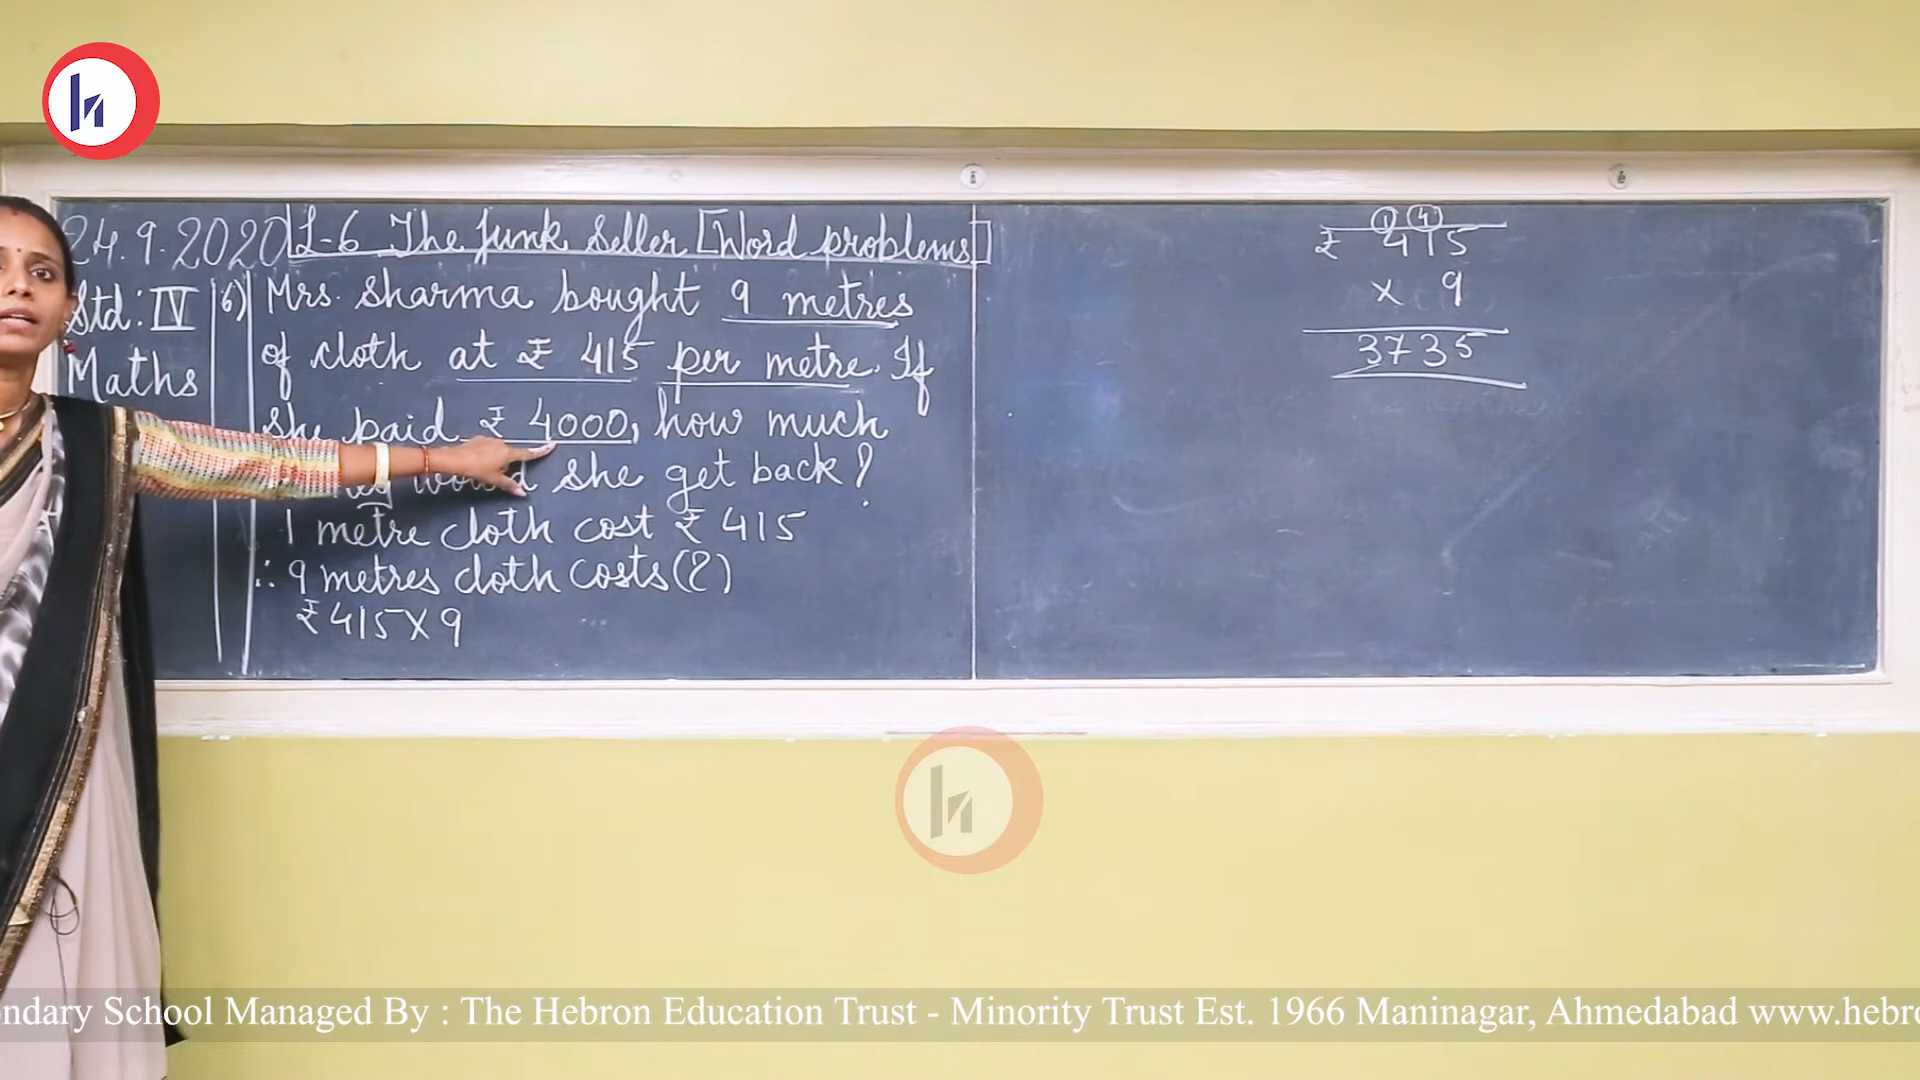 24.9.2020 L-6 The Junk Seller [Word problems]
Std: IV
Maths
6) Mrs. Sharma bought 9 metres
of cloth at ₹ 415 per metre. If
she paid ₹ 4000, how much
would she get back?
1 metre cloth cost ₹ 415
∴ 9 metres cloth costs (?)
₹ 415 X 9
1 4
₹ 415
x 9
3735
School Managed By : The Hebron Education Trust - Minority Trust Est. 1966 Maninagar, Ahmedabad